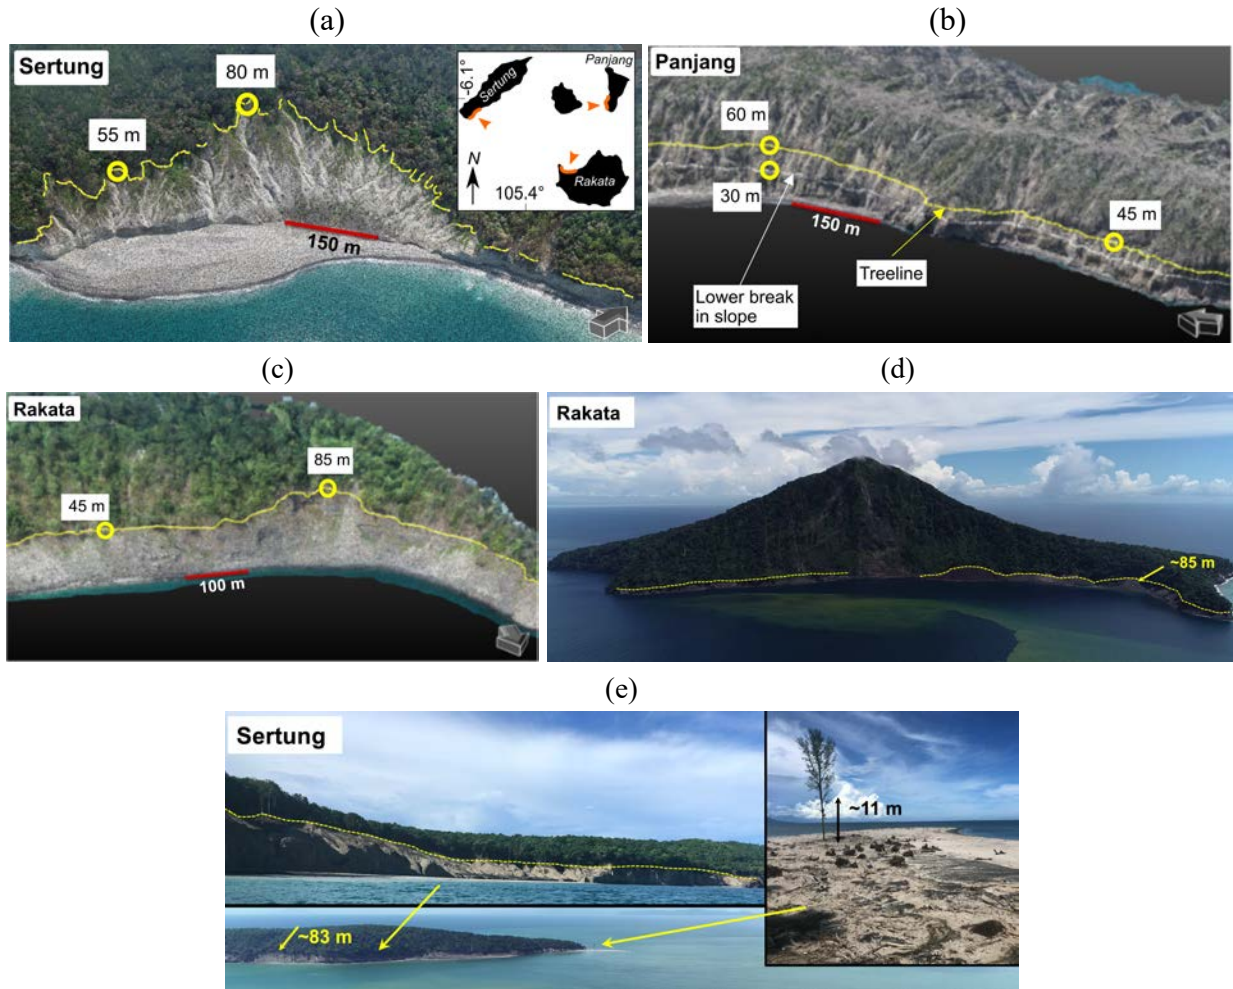 (a)
Sertung
80 m
55 m
150 m
-6.1°
Sertung
Panjang
N
105.4°
Rakata
(b)
Panjang
60 m
30 m
150 m
45 m
Treeline
Lower break
in slope
(c)
Rakata
85 m
45 m
100 m
(d)
Rakata
~85 m
(e)
Sertung
~11 m
~83 m